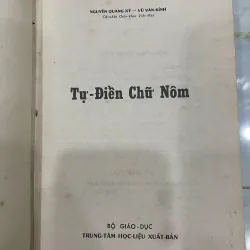 NGUYỄN QUANG XỸ — VŨ VĂN KÍNH
Tự-Điển Chữ Nôm
BỘ GIÁO-DỤC
TRUNG-TÂM HỌC-LIỆU XUẤT-BẢN